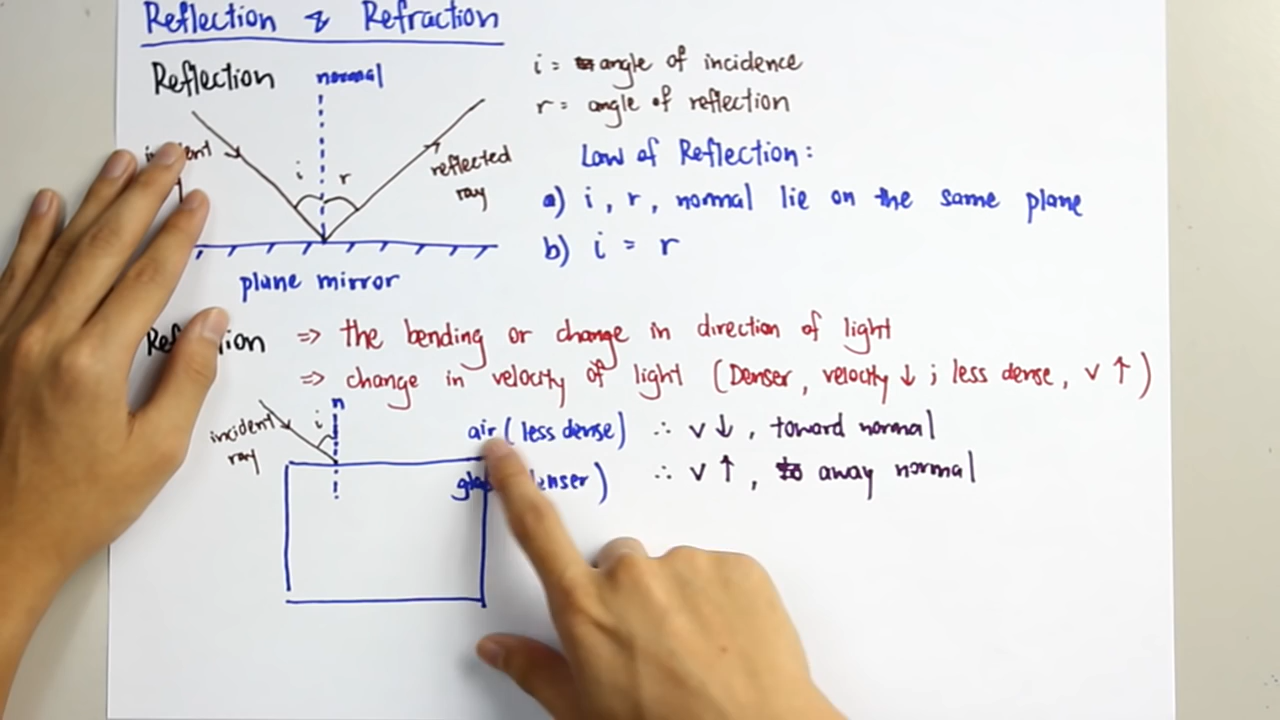 Reflection & Refraction
Reflection
normal
i = angle of incidence
r = angle of reflection
i
r
reflected
ray
plane mirror
Law of Reflection:
a) i, r, normal lie on the same plane
b) i = r
=> the bending or change in direction of light
=> change in velocity of light (Denser, velocity ↓ ; less dense, v ↑)
incident
ray
i
n
air (less dense) ∴ v ↓, toward normal
∴ v ↑, away normal